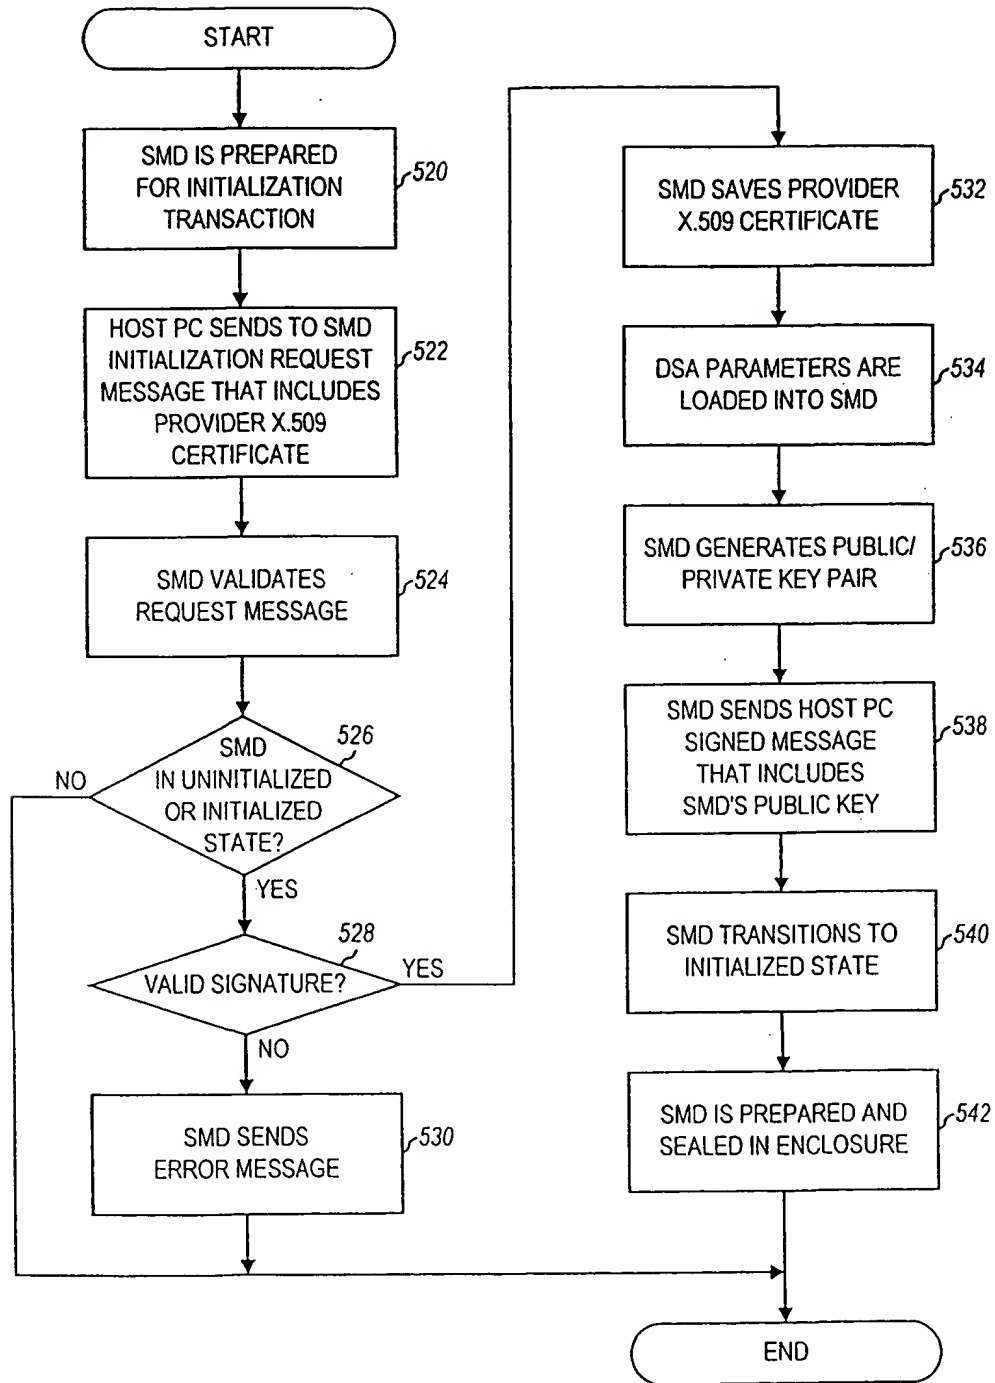 START
SMD IS PREPARED
FOR INITIALIZATION
TRANSACTION
520
HOST PC SENDS TO SMD
INITIALIZATION REQUEST
MESSAGE THAT INCLUDES
PROVIDER X.509
CERTIFICATE
522
SMD VALIDATES
REQUEST MESSAGE
524
SMD
IN UNINITIALIZED
OR INITIALIZED
STATE?
526
NO
YES
VALID SIGNATURE?
528
YES
NO
SMD SENDS
ERROR MESSAGE
530
SMD SAVES PROVIDER
X.509 CERTIFICATE
532
DSA PARAMETERS ARE
LOADED INTO SMD
534
SMD GENERATES PUBLIC/
PRIVATE KEY PAIR
536
SMD SENDS HOST PC
SIGNED MESSAGE
THAT INCLUDES
SMD'S PUBLIC KEY
538
SMD TRANSITIONS TO
INITIALIZED STATE
540
SMD IS PREPARED AND
SEALED IN ENCLOSURE
542
END